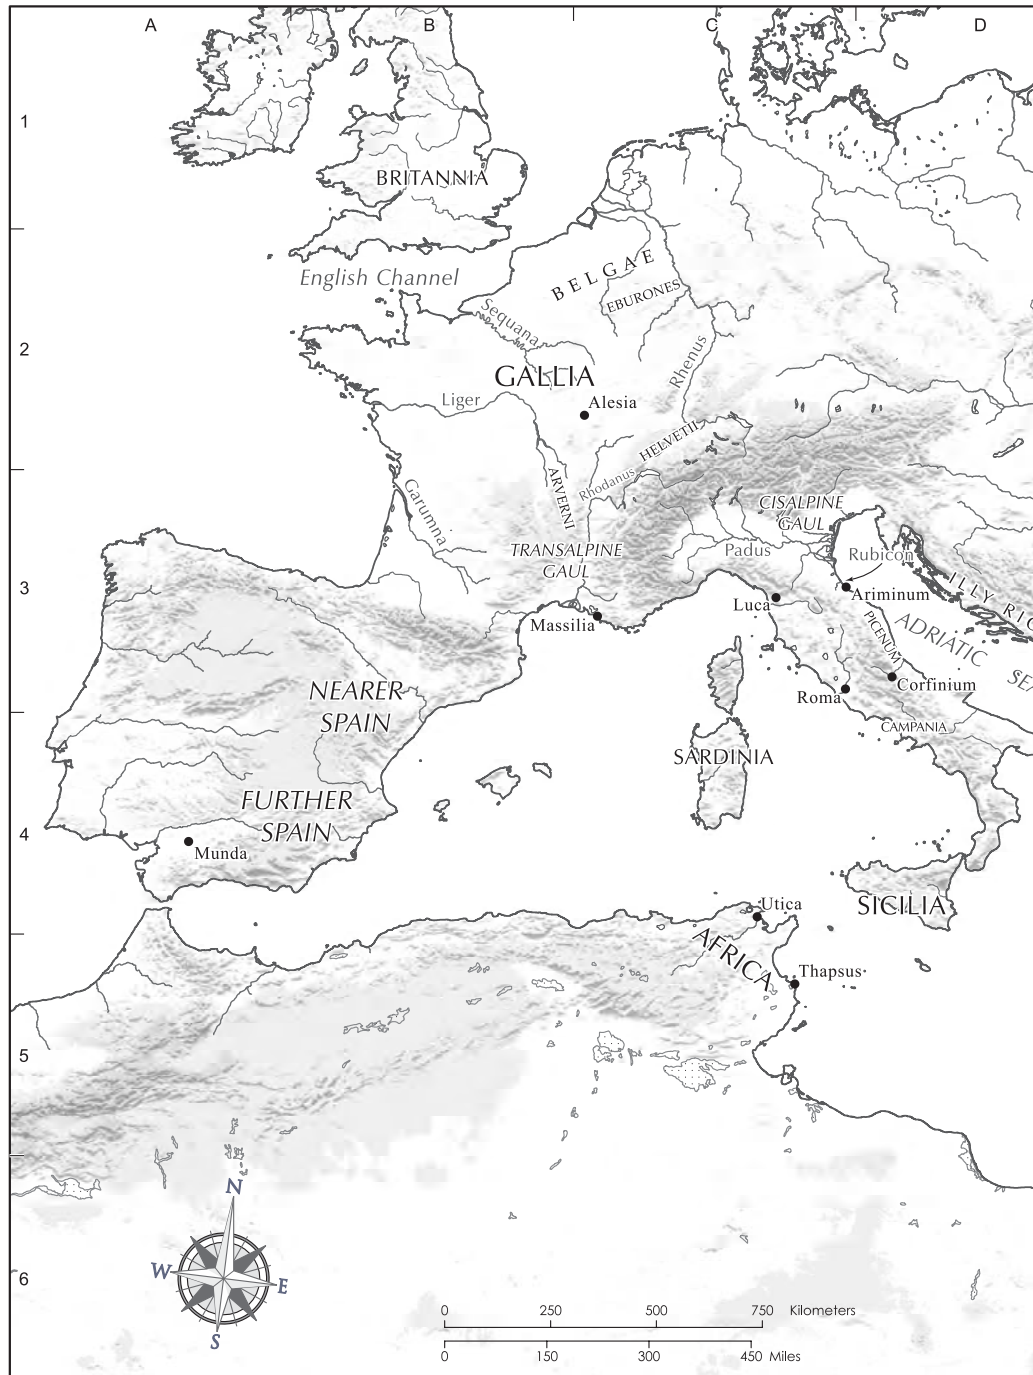 A
B
C
D
1
BRITANNIA
English Channel
BELGAE
EBURONES
Sequana
2
Rhenus
GALLIA
Liger
Alesia
HELVETII
Rhodanus
ARVERNI
Garumna
CISALPINE
GAUL
TRANSALPINE
GAUL
Padus
Rubicon
3
ILLYRIC
Ariminum
Luca
Massilia
PICENUM
ADRIATIC
SEA
NEARER
SPAIN
Roma
Corfinium
CAMPANIA
SARDINIA
FURTHER
SPAIN
4
Munda
Utica
SICILIA
AFRICA
Thapsus
5
N
W
E
S
6
0 250 500 750 Kilometers
0 150 300 450 Miles